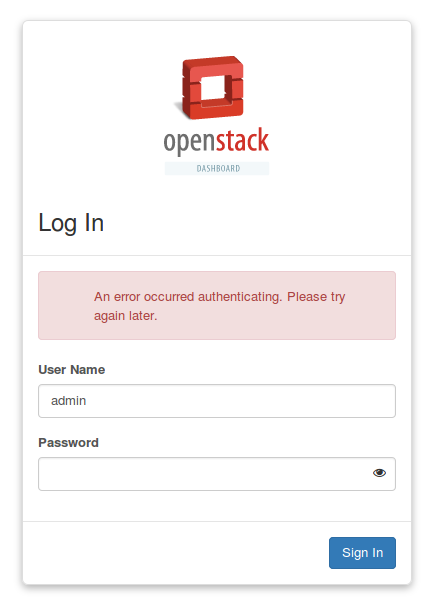 openstack
DASHBOARD
Log In
An error occurred authenticating. Please try
again later.
User Name
admin
Password
Sign In